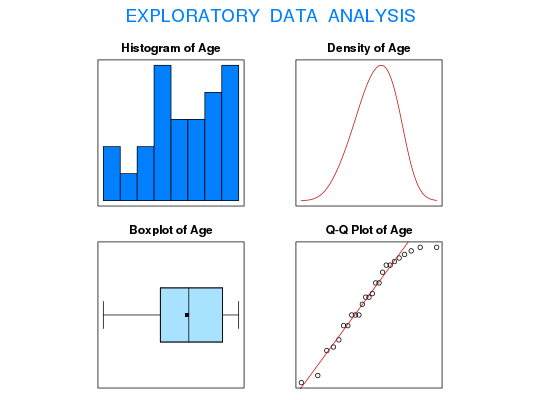 EXPLORATORY DATA ANALYSIS
Histogram of Age
Density of Age
Boxplot of Age
Q-Q Plot of Age